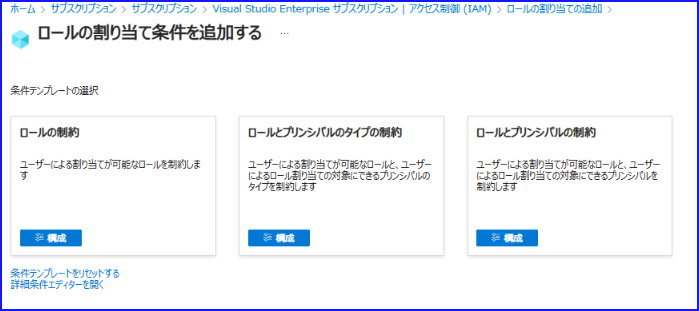 ホーム > サブスクリプション > サブスクリプション > Visual Studio Enterprise サブスクリプション | アクセス制御 (IAM) > ロールの割り当ての追加 >
ロールの割り当て条件を追加する ...
条件テンプレートの選択
ロールの制約
ユーザーによる割り当てが可能なロールを制約しま
す
構成
ロールとプリンシパルのタイプの制約
ユーザーによる割り当てが可能なロールと、ユーザー
によるロール割り当ての対象にできるプリンシパルの
タイプを制約します
構成
ロールとプリンシパルの制約
ユーザーによる割り当てが可能なロールと、ユーザー
によるロール割り当ての対象にできるプリンシパルを
制約します
構成
条件テンプレートをリセットする
詳細条件エディターを開く